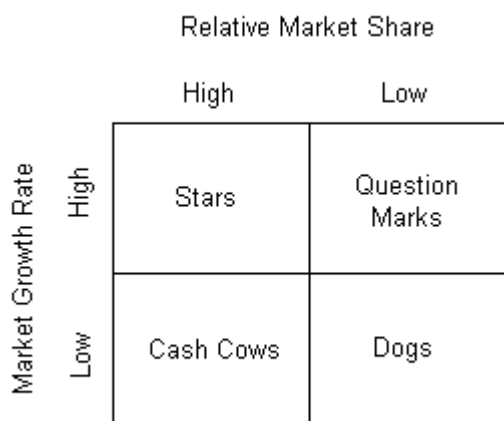 Relative Market Share
High
Low
Market Growth Rate
High
Stars
Question
Marks
Low
Cash Cows
Dogs